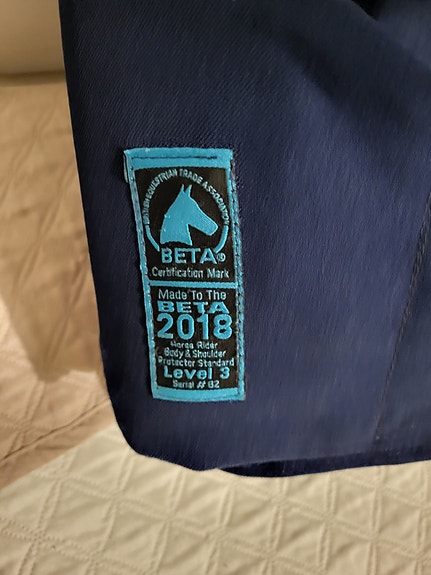 BRITISH EQUESTRIAN TRADE ASSOCIATION
BETA®
Certification Mark
Made To The
BETA
2018
Horse Rider
Body & Shoulder
Protector Standard
Level 3
Serial # 82